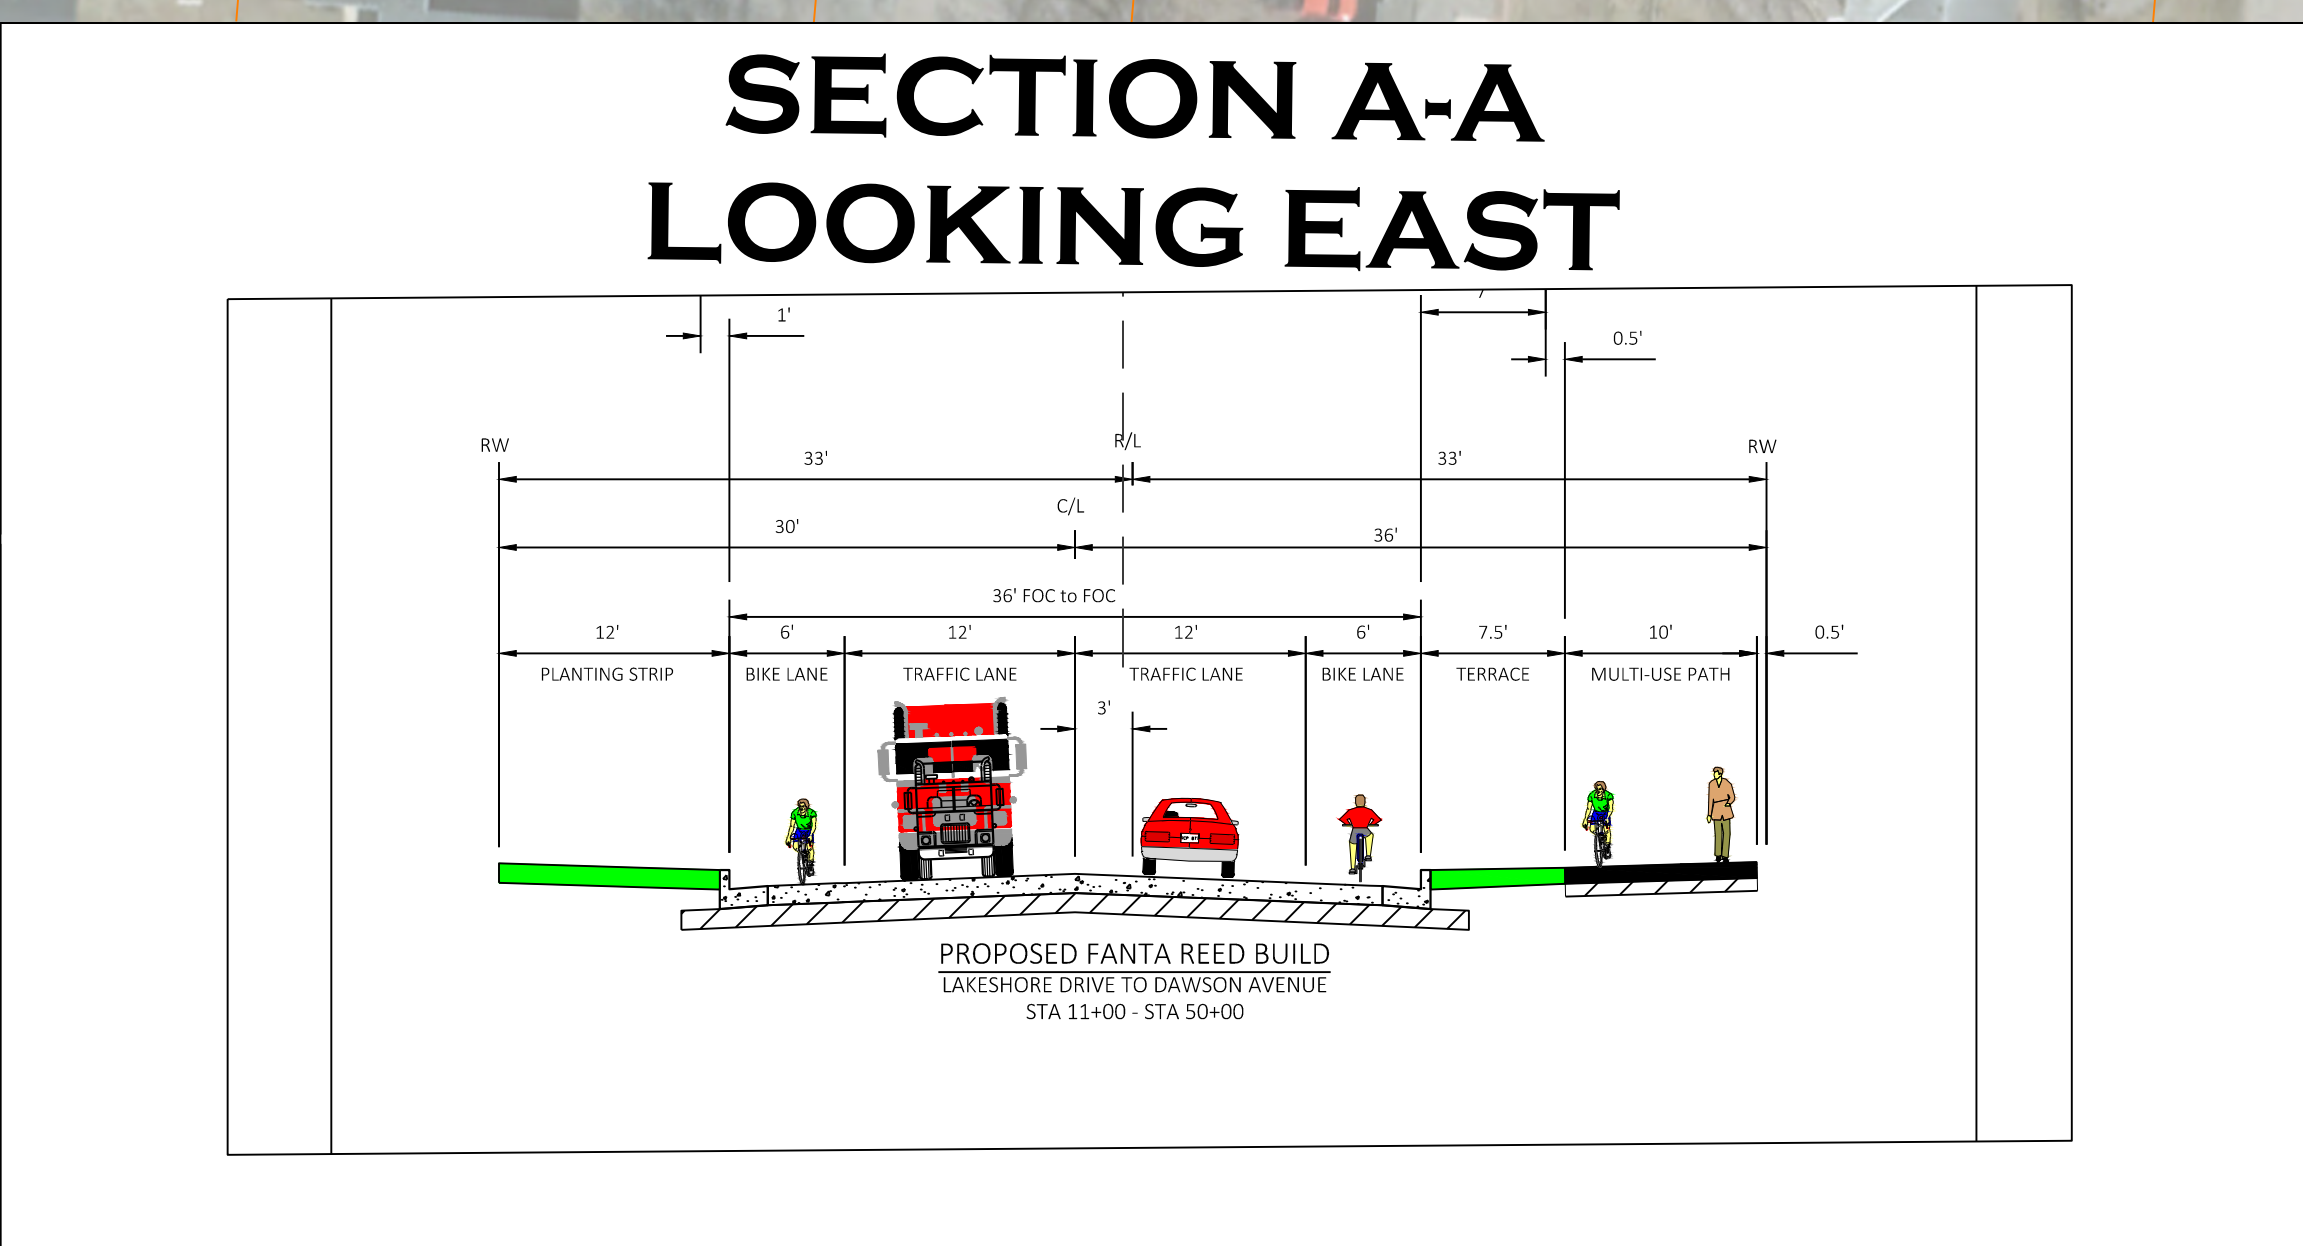 SECTION A-A
LOOKING EAST
1'
0.5'
RW
R/L
RW
33'
33'
C/L
30'
36'
36' FOC to FOC
12'
6'
12'
12'
6'
7.5'
10'
0.5'
PLANTING STRIP
BIKE LANE
TRAFFIC LANE
TRAFFIC LANE
BIKE LANE
TERRACE
MULTI-USE PATH
3'
PROPOSED FANTA REED BUILD
LAKESHORE DRIVE TO DAWSON AVENUE
STA 11+00 - STA 50+00